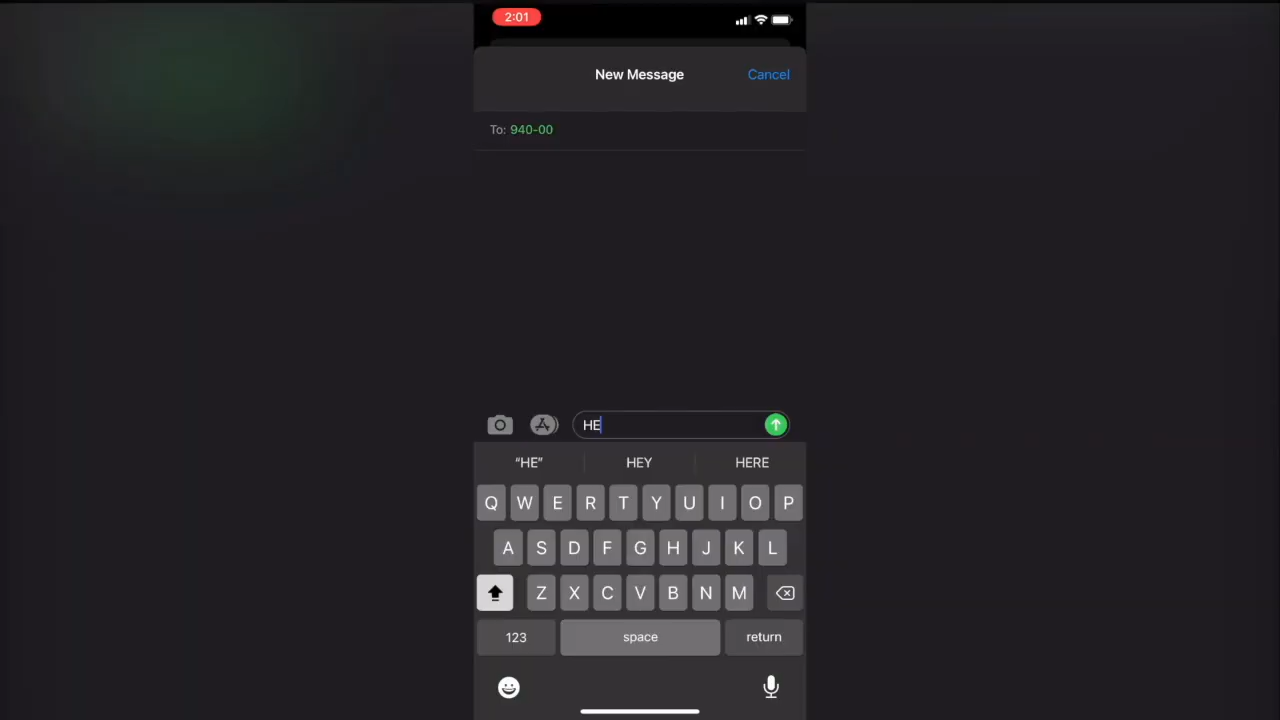 2:01
New Message
Cancel
To: 940-00
HE
“HE”
HEY
HERE
Q W E R T Y U I O P
A S D F G H J K L
Z X C V B N M
123
space
return